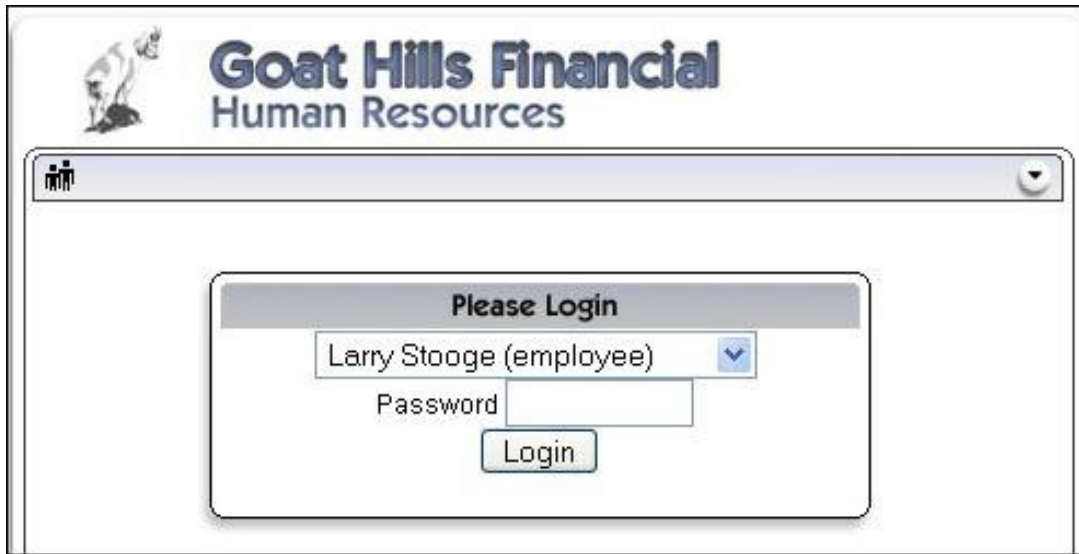 Goat Hills Financial
Human Resources
Please Login
Larry Stooge (employee)
Password
Login